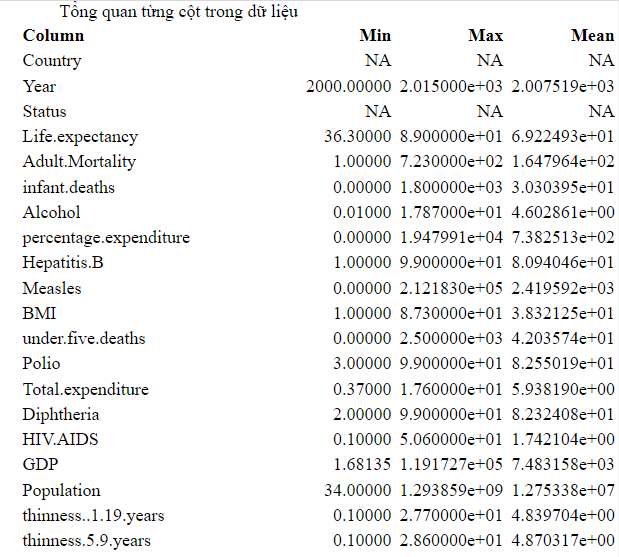 Tổng quan từng cột trong dữ liệu
Column Min Max Mean
Country NA NA NA
Year 2000.00000 2.015000e+03 2.007519e+03
Status NA NA NA
Life.expectancy 36.30000 8.900000e+01 6.922493e+01
Adult.Mortality 1.00000 7.230000e+02 1.647964e+02
infant.deaths 0.00000 1.800000e+03 3.030395e+01
Alcohol 0.01000 1.787000e+01 4.602861e+00
percentage.expenditure 0.00000 1.947991e+04 7.382513e+02
Hepatitis.B 1.00000 9.900000e+01 8.094046e+01
Measles 0.00000 2.121830e+05 2.419592e+03
BMI 1.00000 8.730000e+01 3.832125e+01
under.five.deaths 0.00000 2.500000e+03 4.203574e+01
Polio 3.00000 9.900000e+01 8.255019e+01
Total.expenditure 0.37000 1.760000e+01 5.938190e+00
Diphtheria 2.00000 9.900000e+01 8.232408e+01
HIV.AIDS 0.10000 5.060000e+01 1.742104e+00
GDP 1.68135 1.191727e+05 7.483158e+03
Population 34.00000 1.293859e+09 1.275338e+07
thinness..1.19.years 0.10000 2.770000e+01 4.839704e+00
thinness.5.9.years 0.10000 2.860000e+01 4.870317e+00